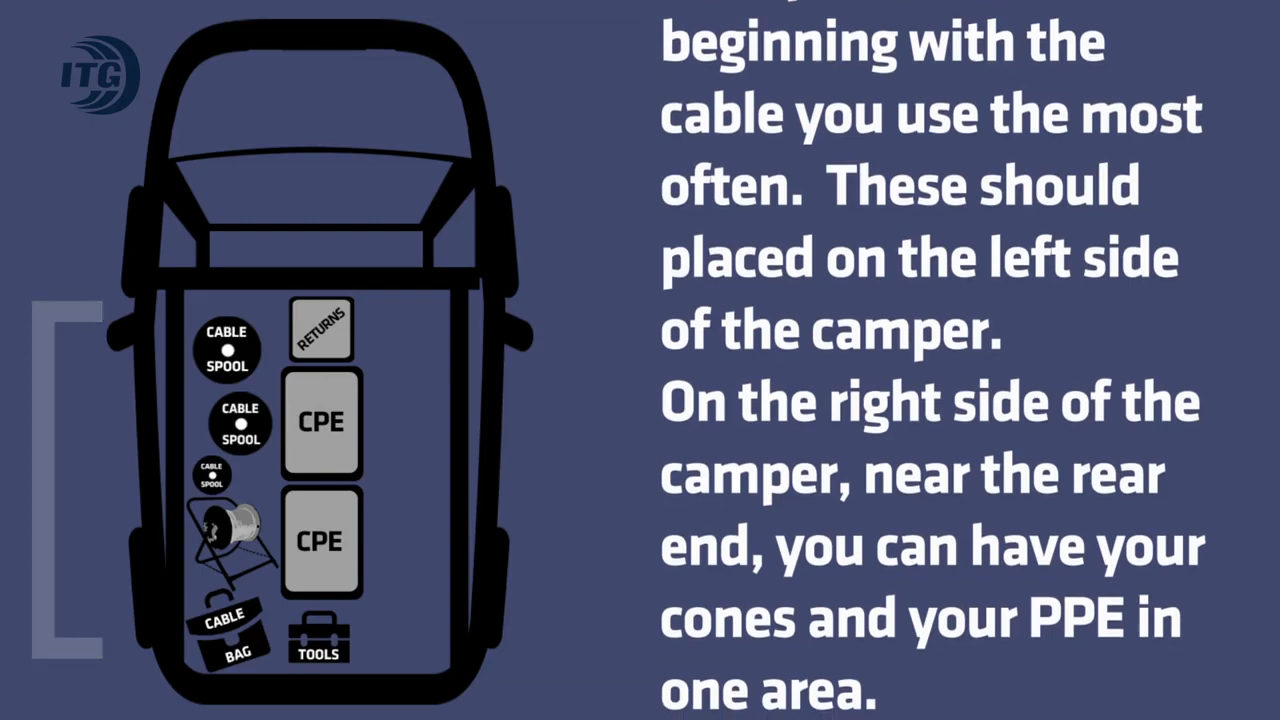 ITG
beginning with the
cable you use the most
often. These should
placed on the left side
of the camper.
On the right side of the
camper, near the rear
end, you can have your
cones and your PPE in
one area.
RETURNS
CABLE
SPOOL
CPE
CABLE
SPOOL
CABLE
SPOOL
CPE
CABLE
BAG
TOOLS